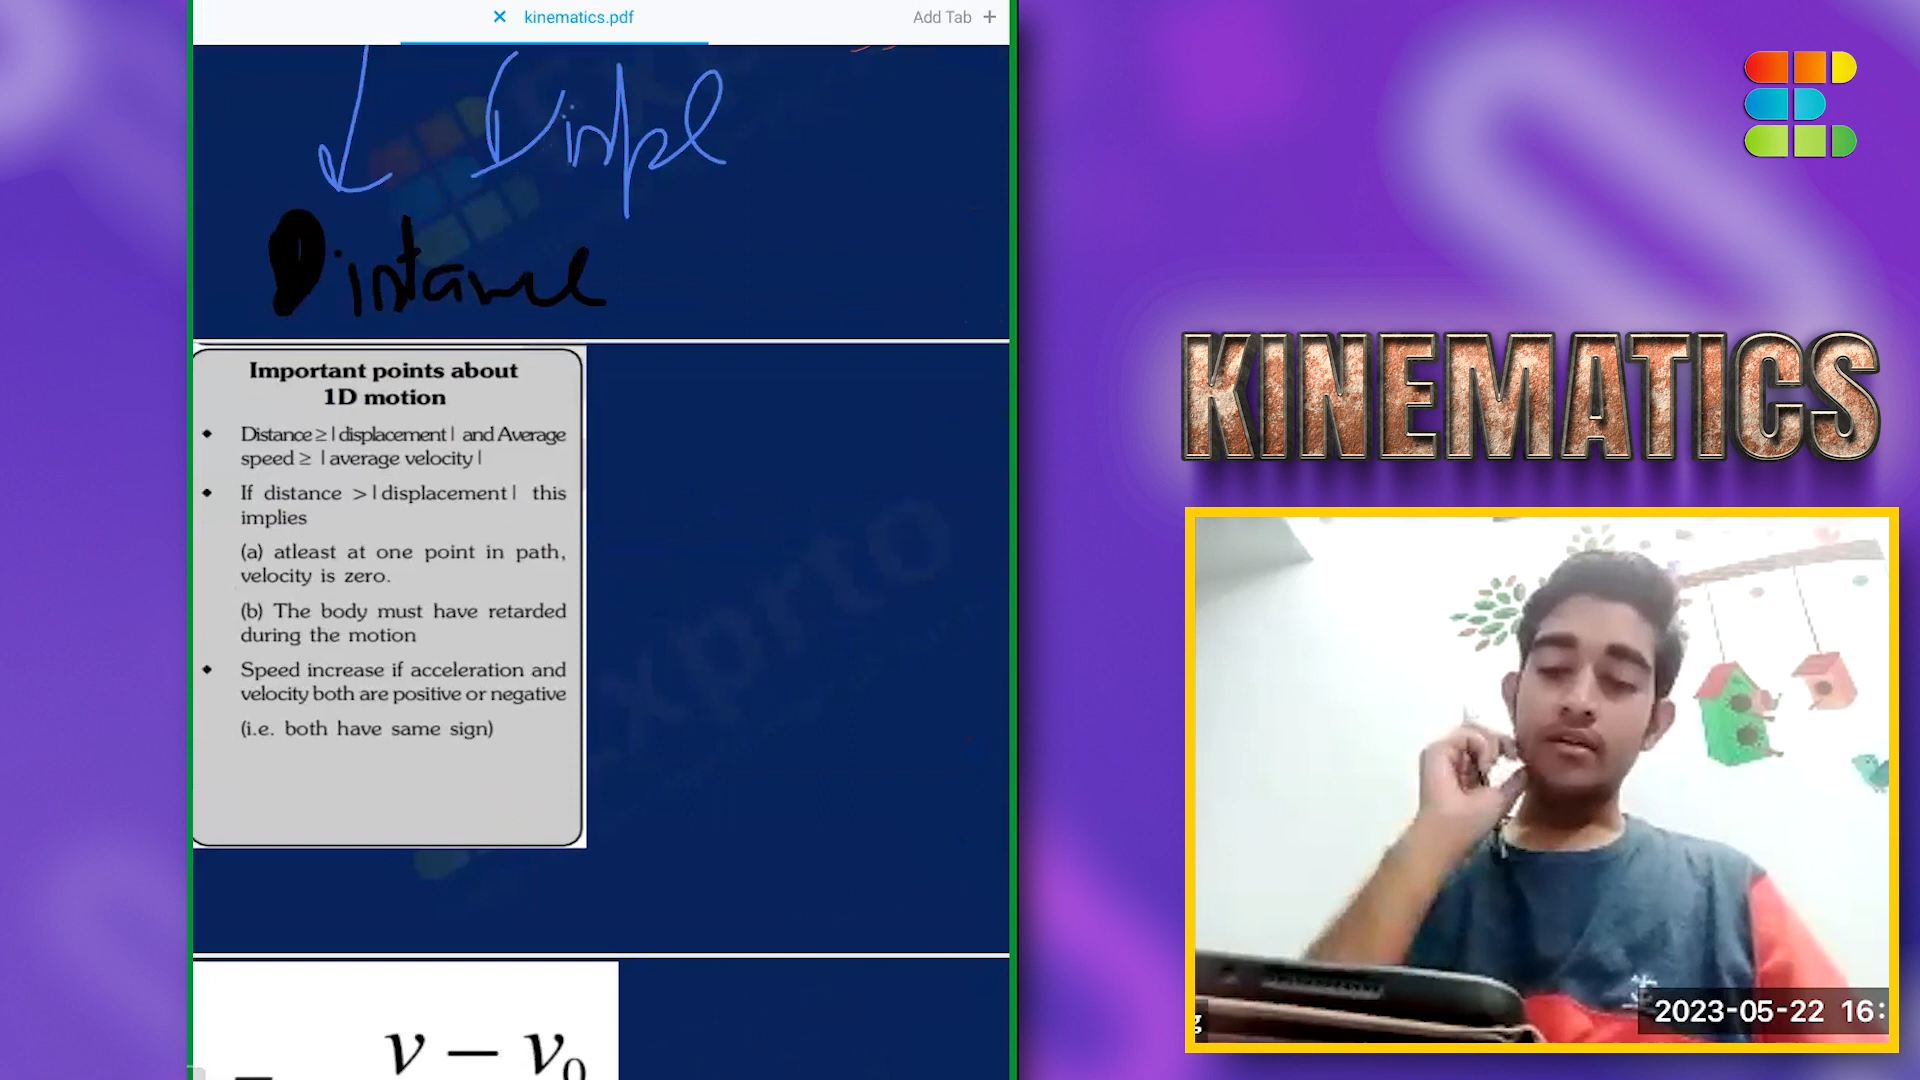 kinematics.pdf
Add Tab +
Displ
Distance
Important points about
1D motion
Distance ≥ | displacement | and Average
speed ≥ | average velocity |
If distance > | displacement | this
implies
(a) atleast at one point in path,
velocity is zero.
(b) The body must have retarded
during the motion
Speed increase if acceleration and
velocity both are positive or negative
(i.e. both have same sign)
v − v₀
KINEMATICS
2023-05-22 16: